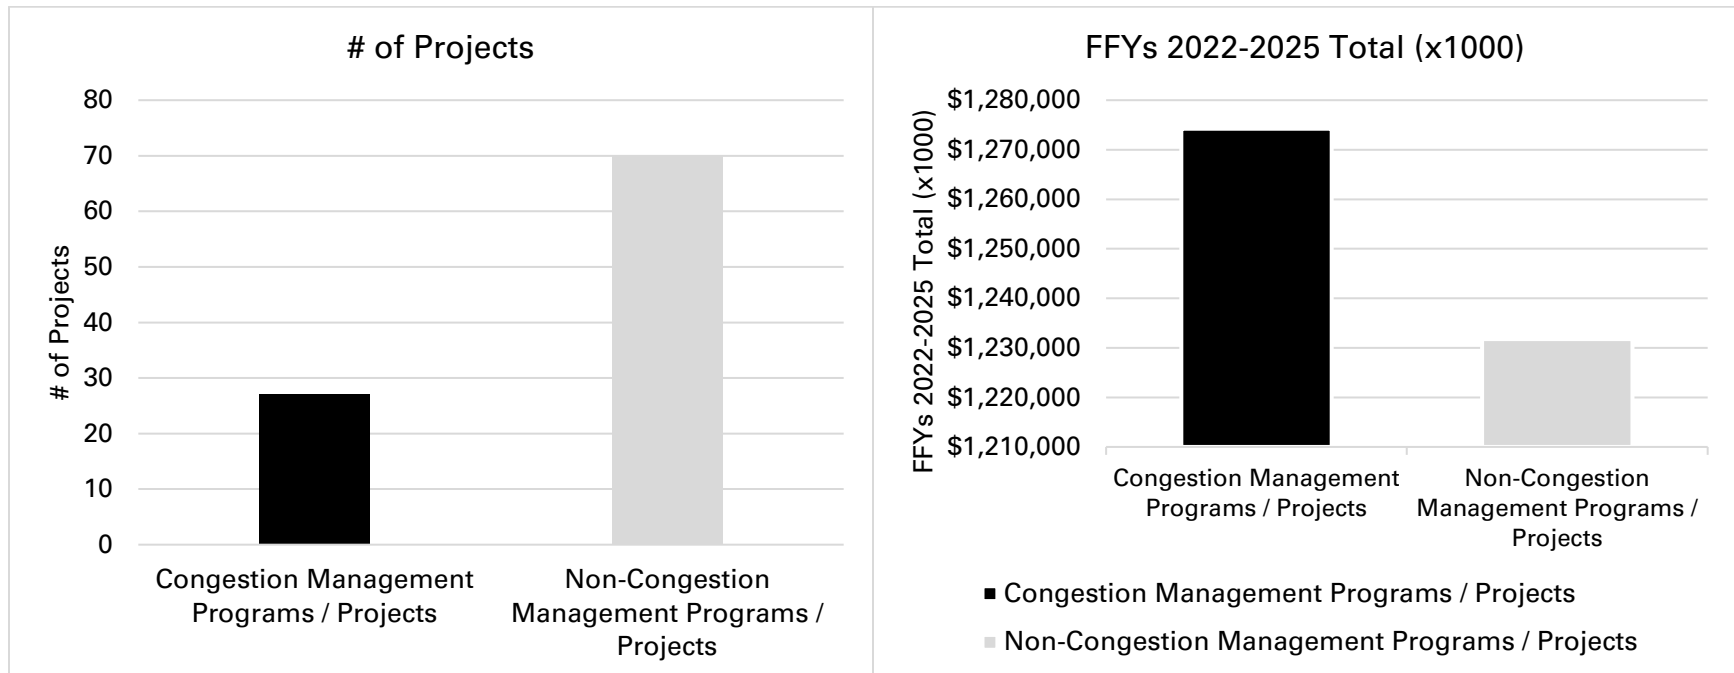 # of Projects
# of Projects
80
70
60
50
40
30
20
10
0
Congestion Management
Programs / Projects
Non-Congestion
Management Programs /
Projects
FFYs 2022-2025 Total (x1000)
FFYs 2022-2025 Total (x1000)
$1,280,000
$1,270,000
$1,260,000
$1,250,000
$1,240,000
$1,230,000
$1,220,000
$1,210,000
Congestion Management
Programs / Projects
Non-Congestion
Management Programs /
Projects
Congestion Management Programs / Projects
Non-Congestion Management Programs / Projects